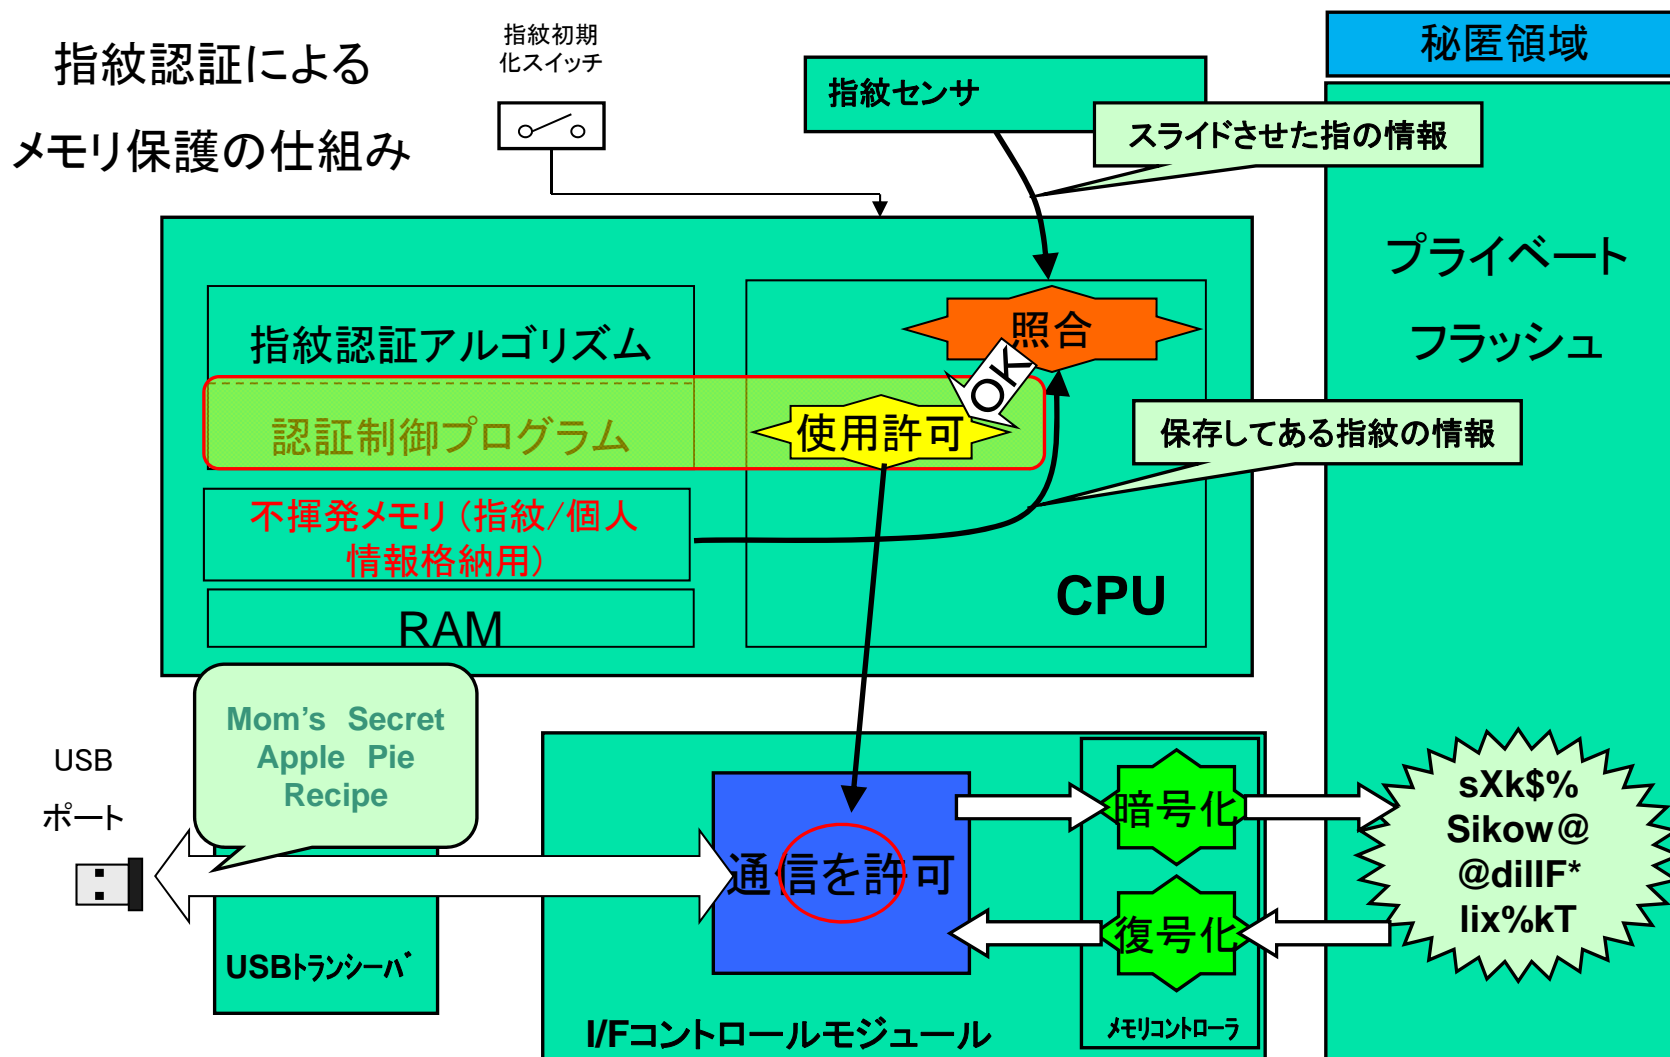 指紋認証による
メモリ保護の仕組み
指紋初期
化スイッチ
指紋センサ
スライドさせた指の情報
秘匿領域
プライベート
フラッシュ
指紋認証アルゴリズム
照合
OK
認証制御プログラム
使用許可
保存してある指紋の情報
不揮発メモリ（指紋/個人
情報格納用）
RAM
CPU
Mom's Secret
Apple Pie
Recipe
USB
ポート
USBトランシーバ
通信を許可
暗号化
復号化
メモリコントローラ
I/Fコントロールモジュール
sXk$%
Sikow@
@dillF*
lix%kT